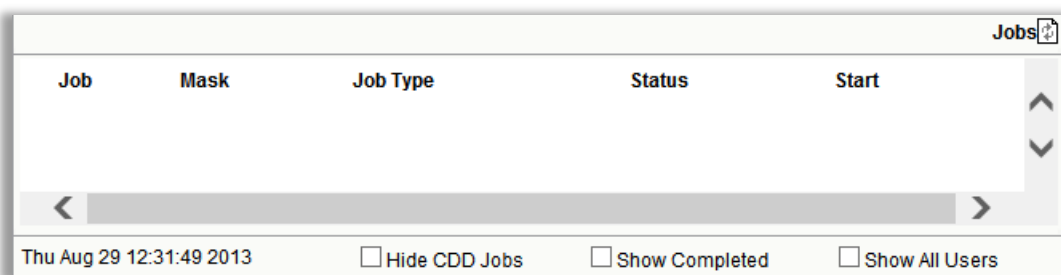 Jobs
Job Mask Job Type Status Start
Thu Aug 29 12:31:49 2013 Hide CDD Jobs Show Completed Show All Users